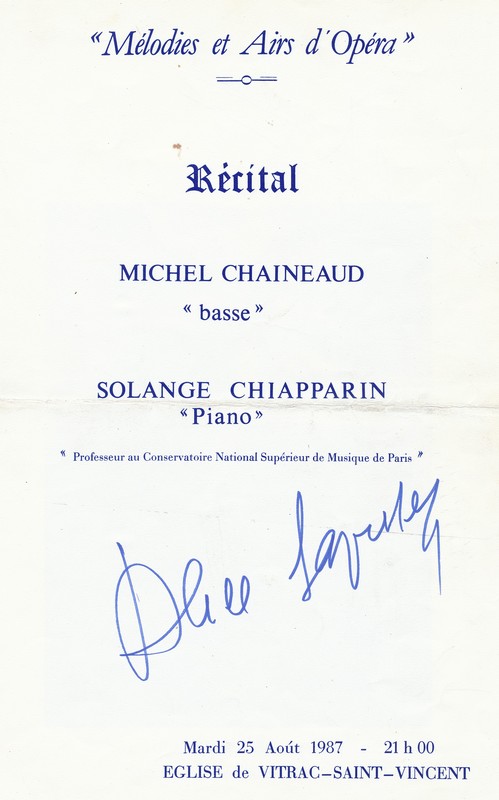 “Mélodies et Airs d'Opéra”
Récital
MICHEL CHAINEAUD
“ basse ”
SOLANGE CHIAPPARIN
“Piano”
“ Professeur au Conservatoire National Supérieur de Musique de Paris ”
Mardi 25 Août 1987 - 21 h 00
EGLISE de VITRAC–SAINT–VINCENT